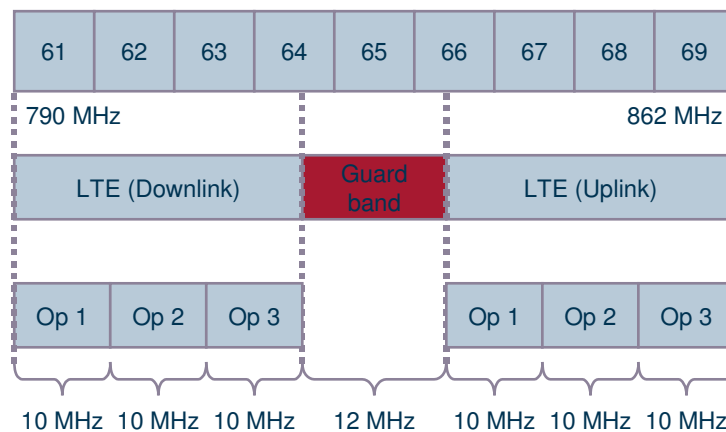 61 62 63 64 65 66 67 68 69
790 MHz 862 MHz
LTE (Downlink) Guard band LTE (Uplink)
Op 1 Op 2 Op 3 Op 1 Op 2 Op 3
10 MHz 10 MHz 10 MHz 12 MHz 10 MHz 10 MHz 10 MHz